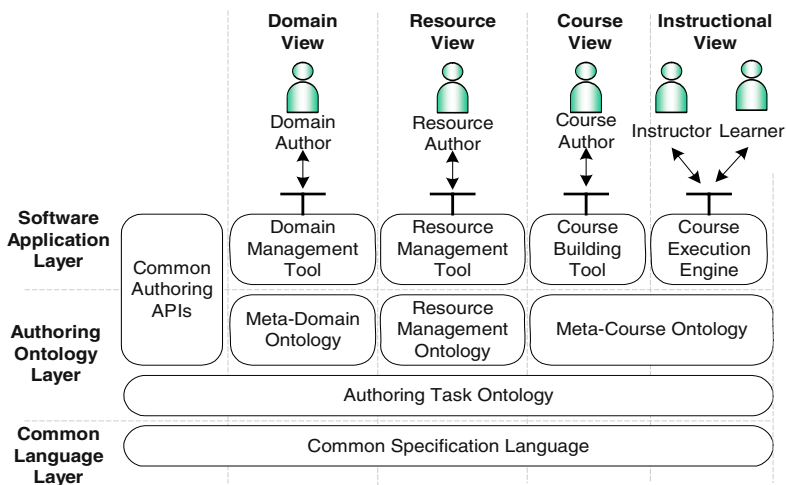 Domain View
Resource View
Course View
Instructional View
Domain Author
Resource Author
Course Author
Instructor
Learner
Software Application Layer
Common Authoring APIs
Domain Management Tool
Resource Management Tool
Course Building Tool
Course Execution Engine
Authoring Ontology Layer
Meta-Domain Ontology
Resource Management Ontology
Meta-Course Ontology
Authoring Task Ontology
Common Language Layer
Common Specification Language